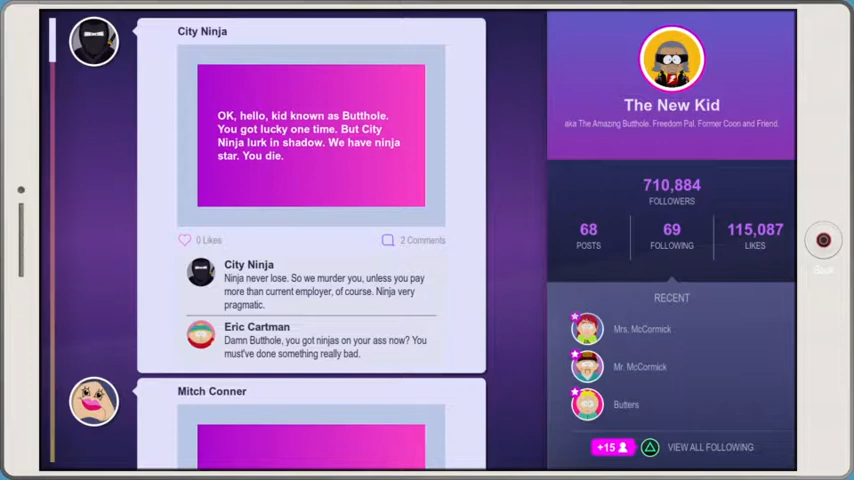 City Ninja
OK, hello, kid known as Butthole.
You got lucky one time. But City
Ninja lurk in shadow. We have ninja
star. You die.
0 Likes
2 Comments
City Ninja
Ninja never lose. So we murder you, unless you pay
more than current employer, of course. Ninja very
pragmatic.
Eric Cartman
Damn Butthole, you got ninjas on your ass now? You
must've done something really bad.
Mitch Conner
The New Kid
aka The Amazing Butthole. Freedom Pal. Former Coon and Friend.
710,884
FOLLOWERS
68
POSTS
69
FOLLOWING
115,087
LIKES
RECENT
Mrs. McCormick
Mr. McCormick
Butters
+15
VIEW ALL FOLLOWING
Back